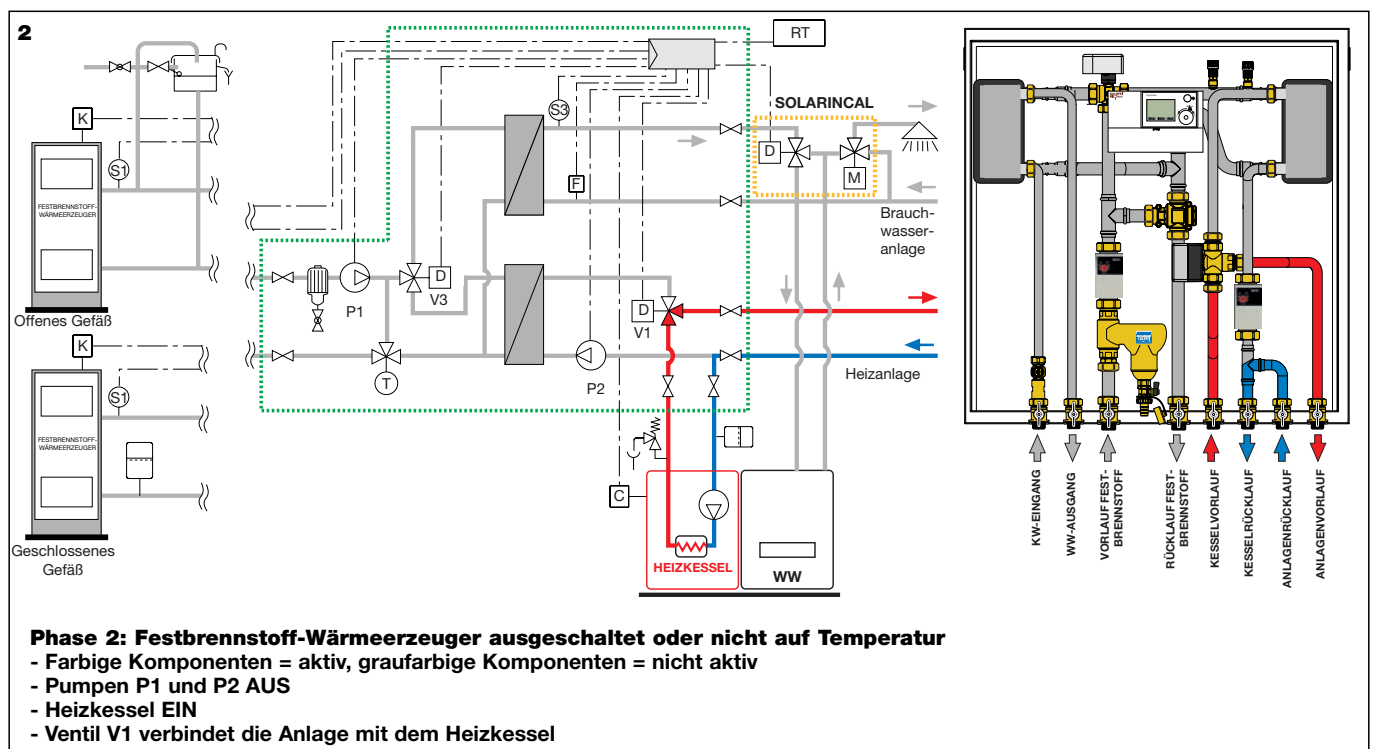 2
RT
K
S3
SOLARINCAL
D
M
S1
F
FESTBRENNSTOFF-
WÄRMEERZEUGER
Brauch-
wasser-
anlage
D
P1
V3
Offenes Gefäß
D
V1
K
T
P2
Heizanlage
S1
FESTBRENNSTOFF-
WÄRMEERZEUGER
C
HEIZKESSEL
WW
Geschlossenes
Gefäß
KW-EINGANG
WW-AUSGANG
VORLAUF FEST-
BRENNSTOFF
RÜCKLAUF FEST-
BRENNSTOFF
KESSELVORLAUF
KESSELRÜCKLAUF
ANLAGENRÜCKLAUF
ANLAGENVORLAUF
Phase 2: Festbrennstoff-Wärmeerzeuger ausgeschaltet oder nicht auf Temperatur
- Farbige Komponenten = aktiv, graufarbige Komponenten = nicht aktiv
- Pumpen P1 und P2 AUS
- Heizkessel EIN
- Ventil V1 verbindet die Anlage mit dem Heizkessel